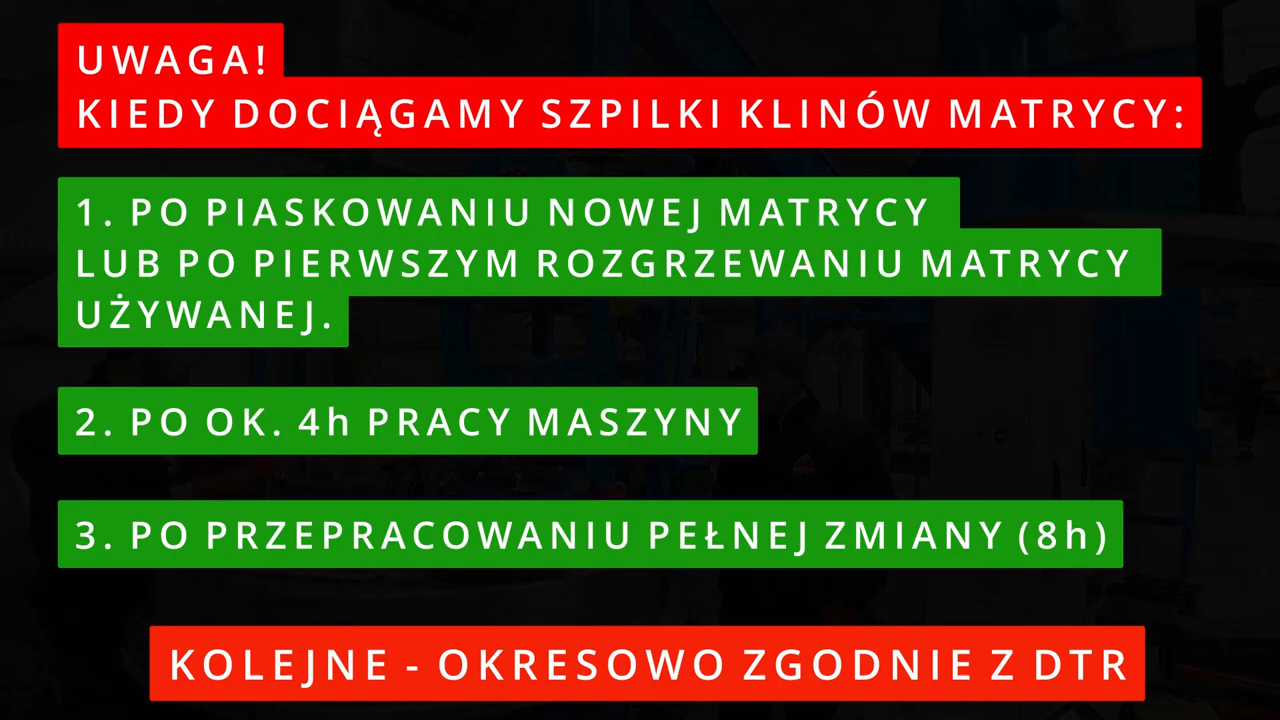 UWAGA!
KIEDY DOCIĄGAMY SZPILKI KLINÓW MATRYCY:
1. PO PIASKOWANIU NOWEJ MATRYCY
LUB PO PIERWSZYM ROZGRZEWANIU MATRYCY
UŻYWANEJ.
2. PO OK. 4h PRACY MASZYNY
3. PO PRZEPRACOWANIU PEŁNEJ ZMIANY (8h)
KOLEJNE - OKRESOWO ZGODNIE Z DTR